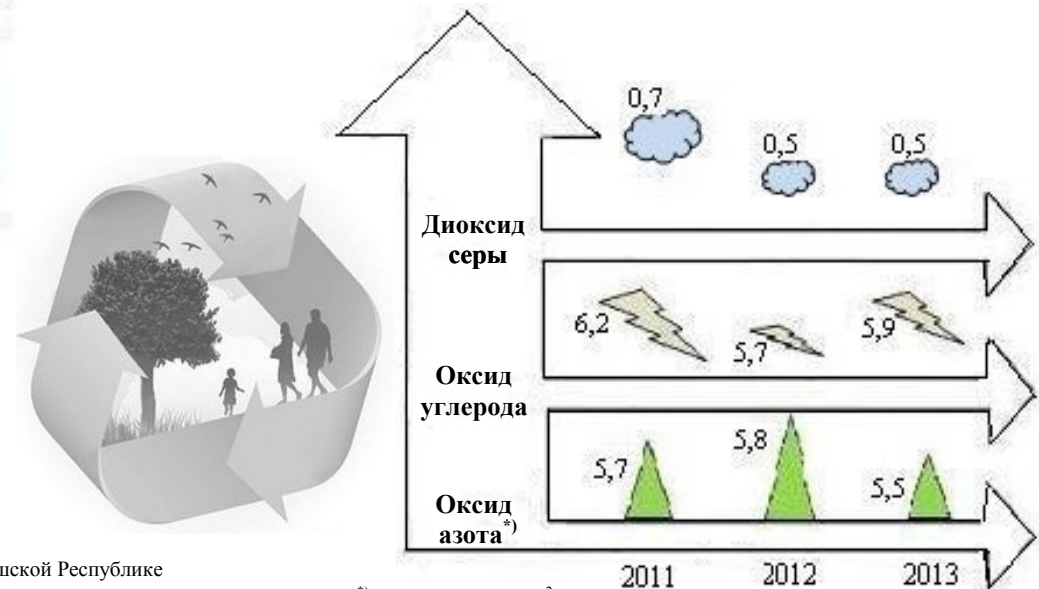 0,7
0,5
0,5
Диоксид
серы
6,2
5,7
5,9
Оксид
углерода
5,7
5,8
5,5
Оксид
азота*)
2011
2012
2013
Республике